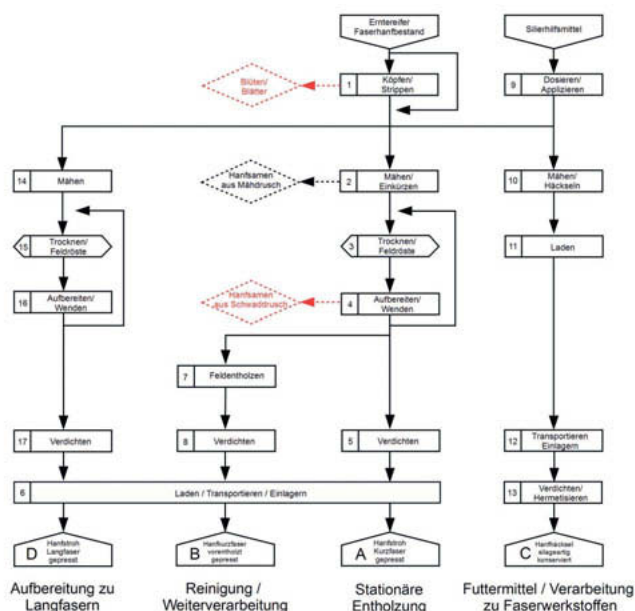 Erntereifer
Faserhanfbestand
Silierhilfsmittel
Blüten/
Blätter
1
Köpfen/
Strippen
9
Dosieren/
Applizieren
14
Mähen
Hanfsamen
aus Mähdrusch
2
Mähen/
Einkürzen
10
Mähen/
Häckseln
15
Trocknen/
Feldröste
3
Trocknen/
Feldröste
11
Laden
16
Aufbereiten/
Wenden
Hanfsamen
aus Schwaddrusch
4
Aufbereiten/
Wenden
7
Feldentholzen
17
Verdichten
8
Verdichten
5
Verdichten
12
Transportieren
Einlagern
6
Laden / Transportieren / Einlagern
13
Verdichten/
Hermetisieren
D
Hanfstroh
Langfaser
gepresst
B
Hanfkurzfaser
vorentholzt
gepresst
A
Hanfstroh
Kurzfaser
gepresst
C
Hanfhäcksel
silageartig
konserviert
Aufbereitung zu
Langfasern
Reinigung /
Weiterverarbeitung
Stationäre
Entholzung
Futtermittel / Verarbeitung
zu Faserwerkstoffen